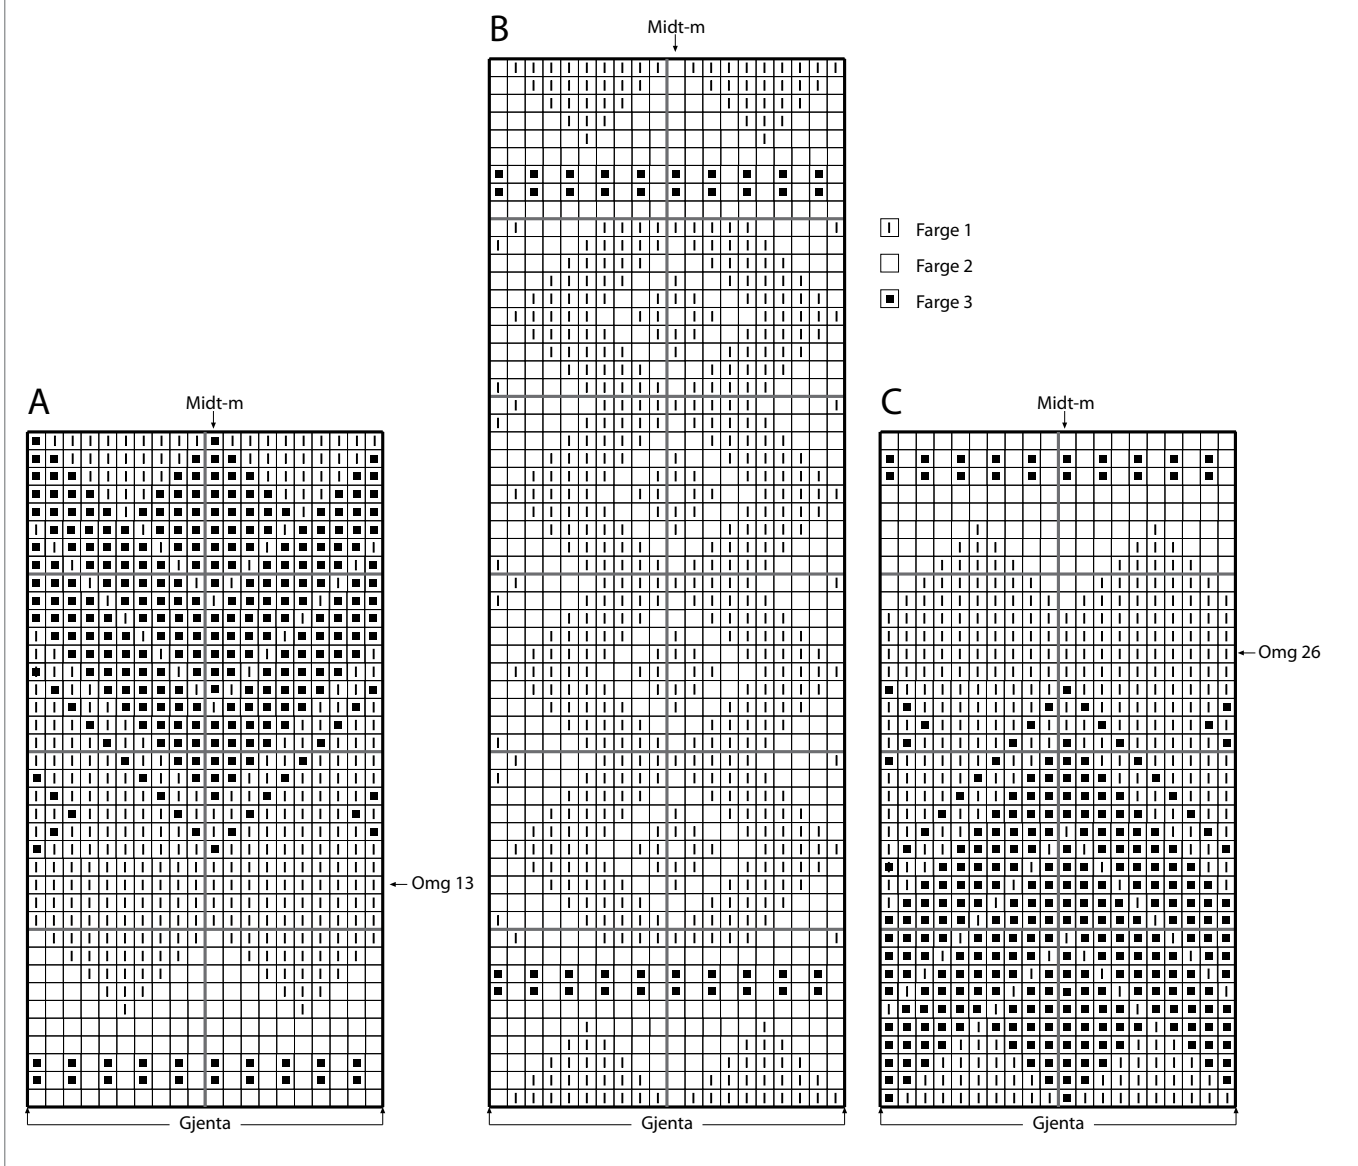 B
Midt-m
Farge 1
Farge 2
Farge 3
A
Midt-m
C
Midt-m
Omg 26
Omg 13
Gjenta
Gjenta
Gjenta